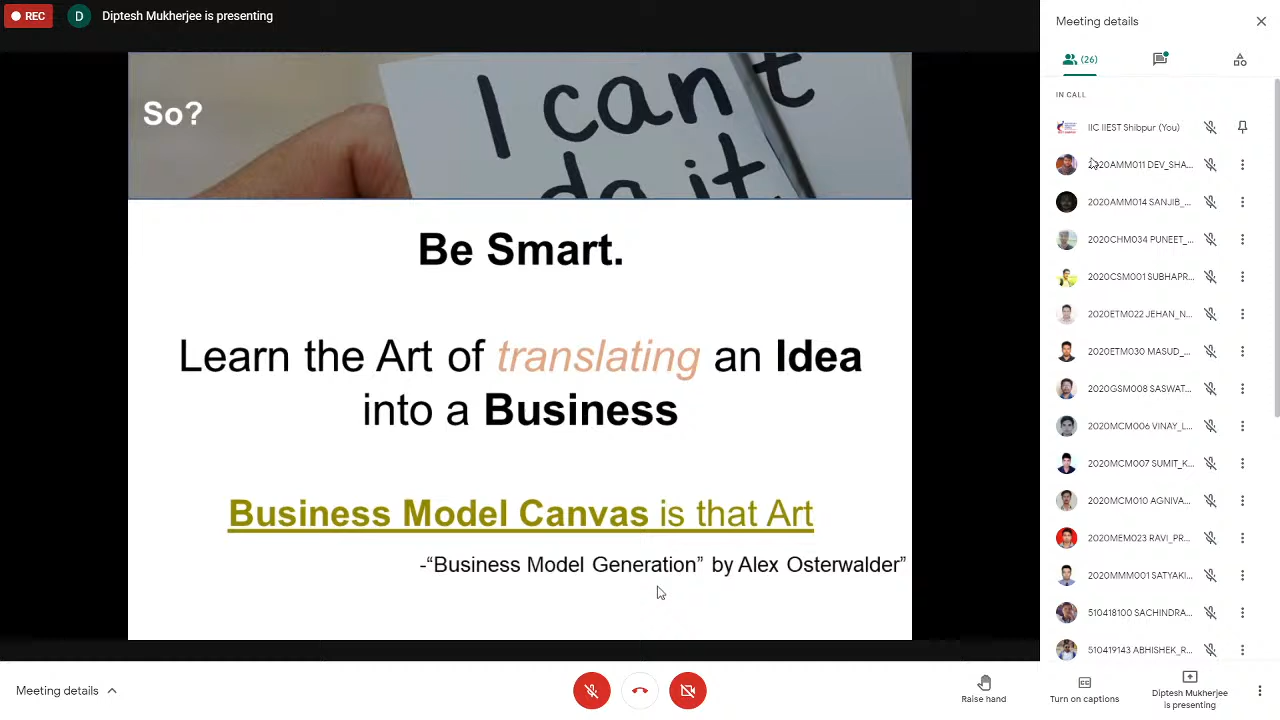 REC
D
Diptesh Mukherjee is presenting
So?
I can't
do it.
Be Smart.
Learn the Art of translating an Idea
into a Business
Business Model Canvas is that Art
-“Business Model Generation” by Alex Osterwalder”
Meeting details
(26)
IN CALL
IIC IIEST Shibpur (You)
2020AMM011 DEV_SHA...
2020AMM014 SANJIB_...
2020CHM034 PUNEET_...
2020CSM001 SUBHAPR...
2020ETM022 JEHAN_N...
2020ETM030 MASUD_...
2020GSM008 SASWAT...
2020MCM006 VINAY_L...
2020MCM007 SUMIT_K...
2020MCM010 AGNIVA...
2020MEM023 RAVI_PR...
2020MMM001 SATYAKI...
510418100 SACHINDRA...
510419143 ABHISHEK_R...
Meeting details
Raise hand
CC
Turn on captions
Diptesh Mukherjee
is presenting